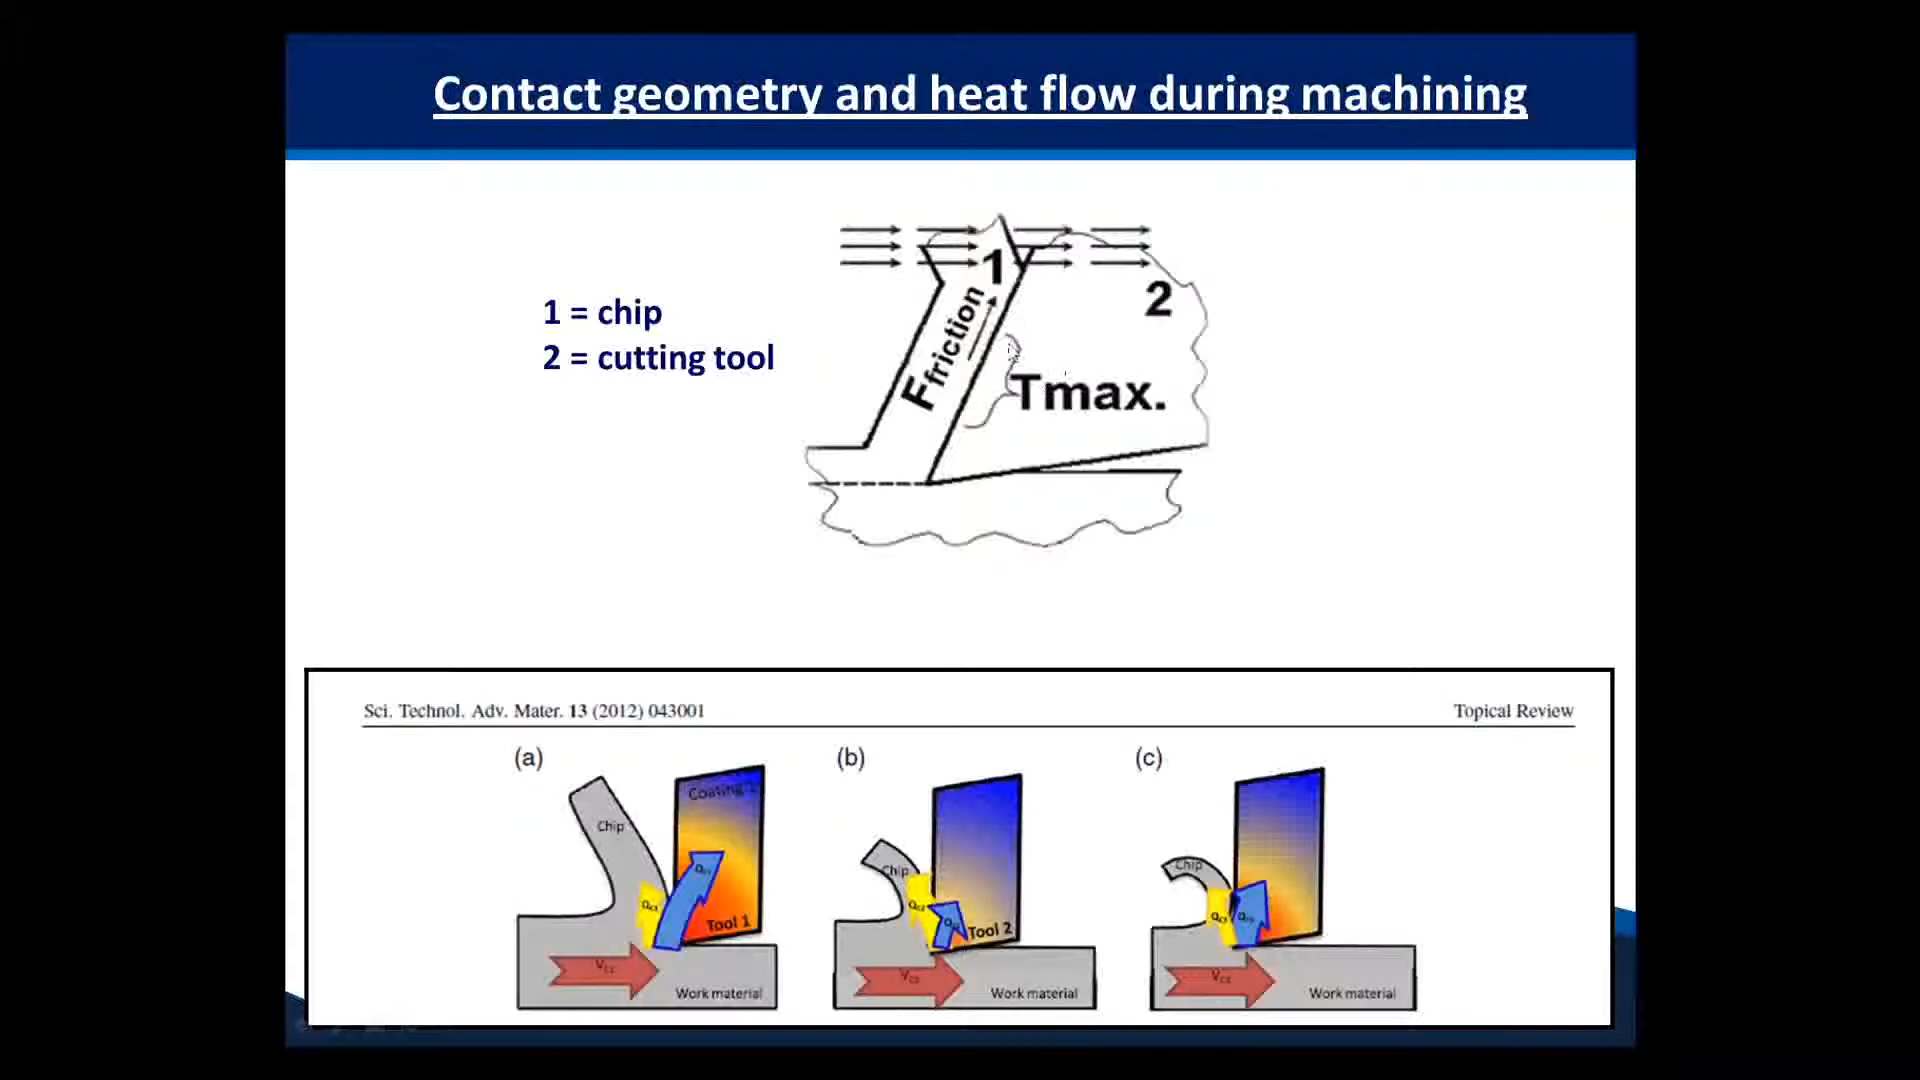 Contact geometry and heat flow during machining
1 = chip
2 = cutting tool
1
2
Ffriction
Tmax.
Sci. Technol. Adv. Mater. 13 (2012) 043001
Topical Review
(a)
(b)
(c)
Coating
Chip
Chip
Chip
Tool 1
Tool 2
Work material
Work material
Work material